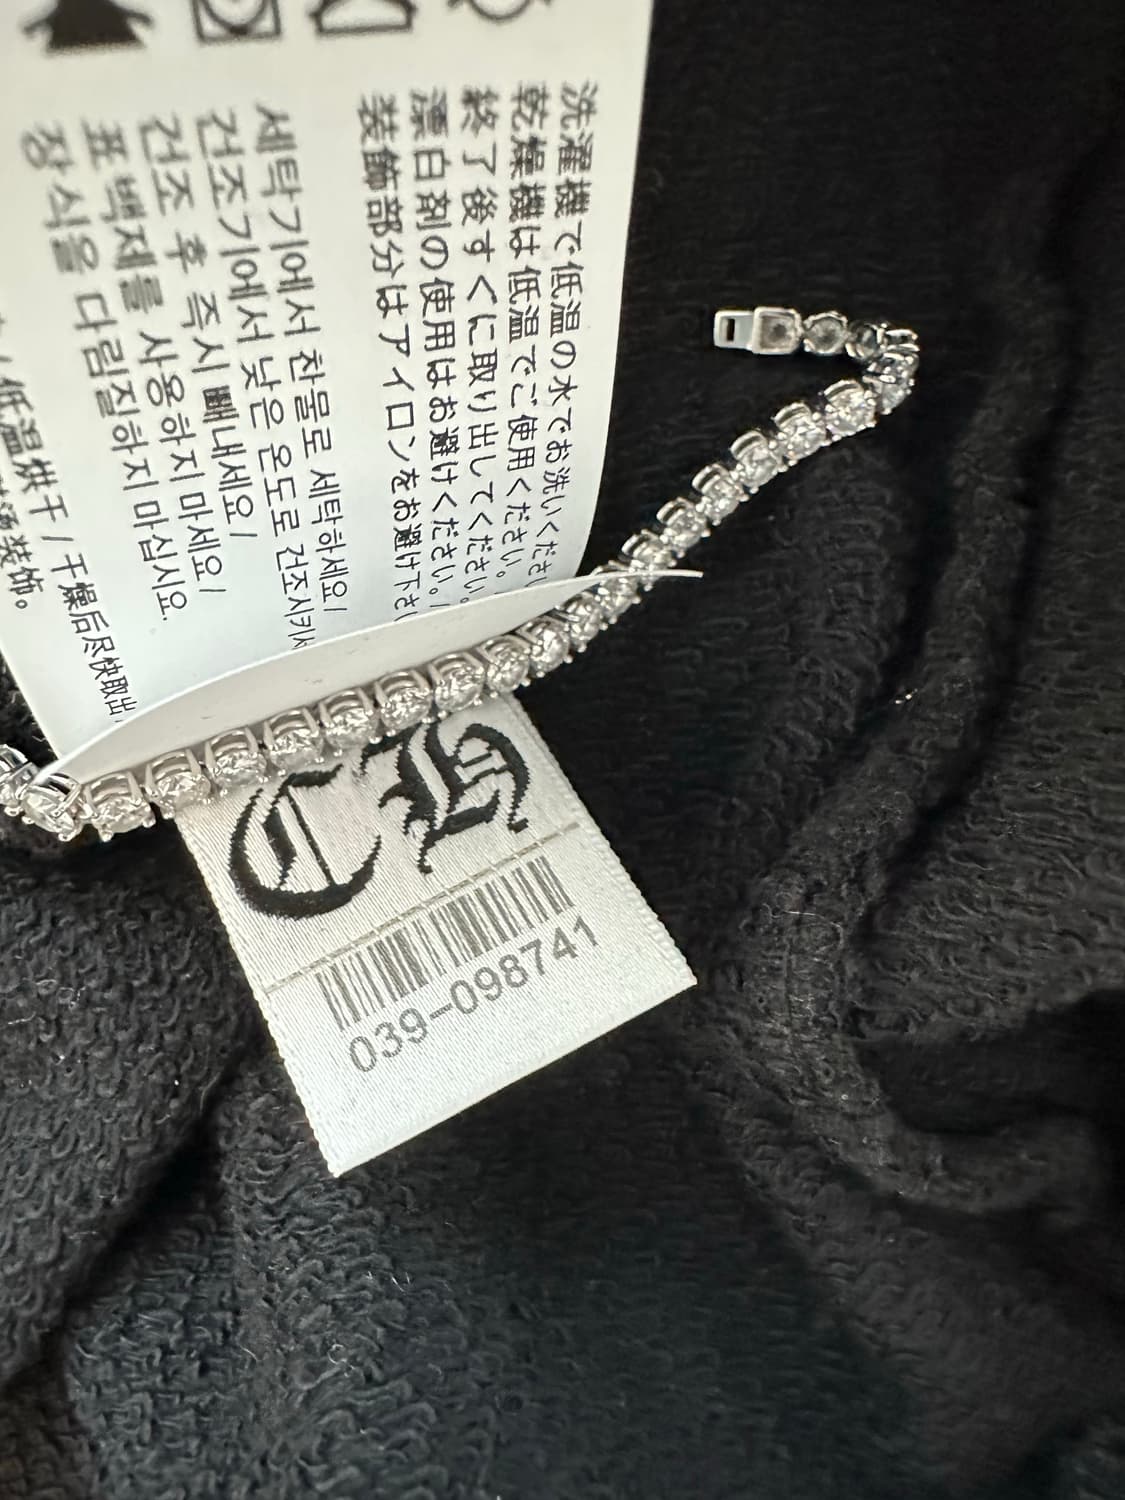 洗濯機で低温の水でお洗いくださ
乾燥機は低温でご使用ください。
終了後すぐに取り出してください。
漂白剤の使用はお避けください。/
装飾部分はアイロンをお避け下さ
세탁기에서 찬물로 세탁하세요/
건조기에서 낮은 온도로 건조시키
건조 후 즉시 빼내세요/
표백제를 사용하지 마세요/
장식을 다림질하지 마십시요.
低温烘干/干燥后尽快取出
装饰。
CH
039-098741